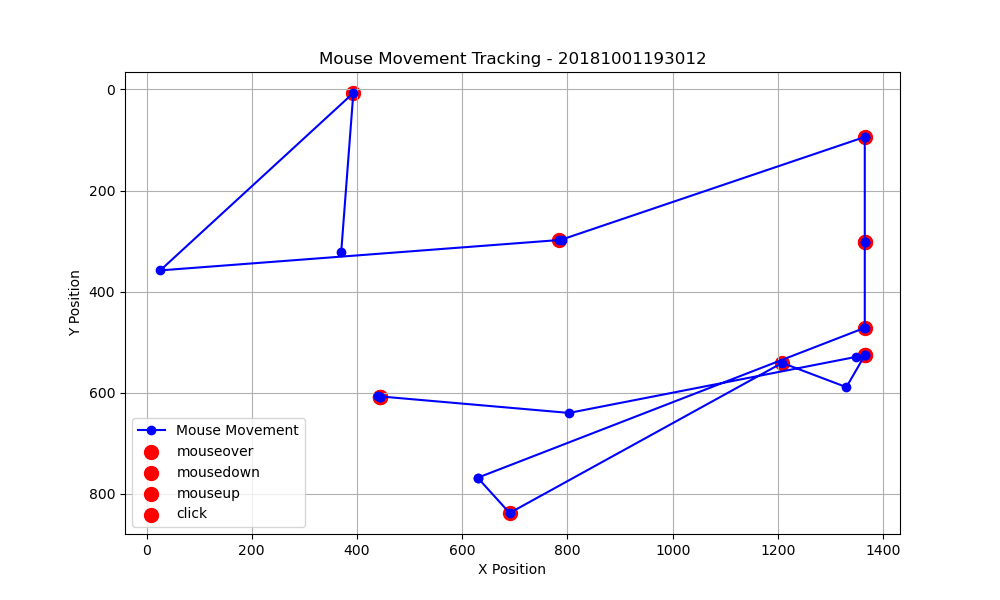 Mouse Movement Tracking - 20181001193012
Y Position
0
200
400
600
800
Mouse Movement
mouseover
mousedown
mouseup
click
0
200
400
600
800
1000
1200
1400
X Position